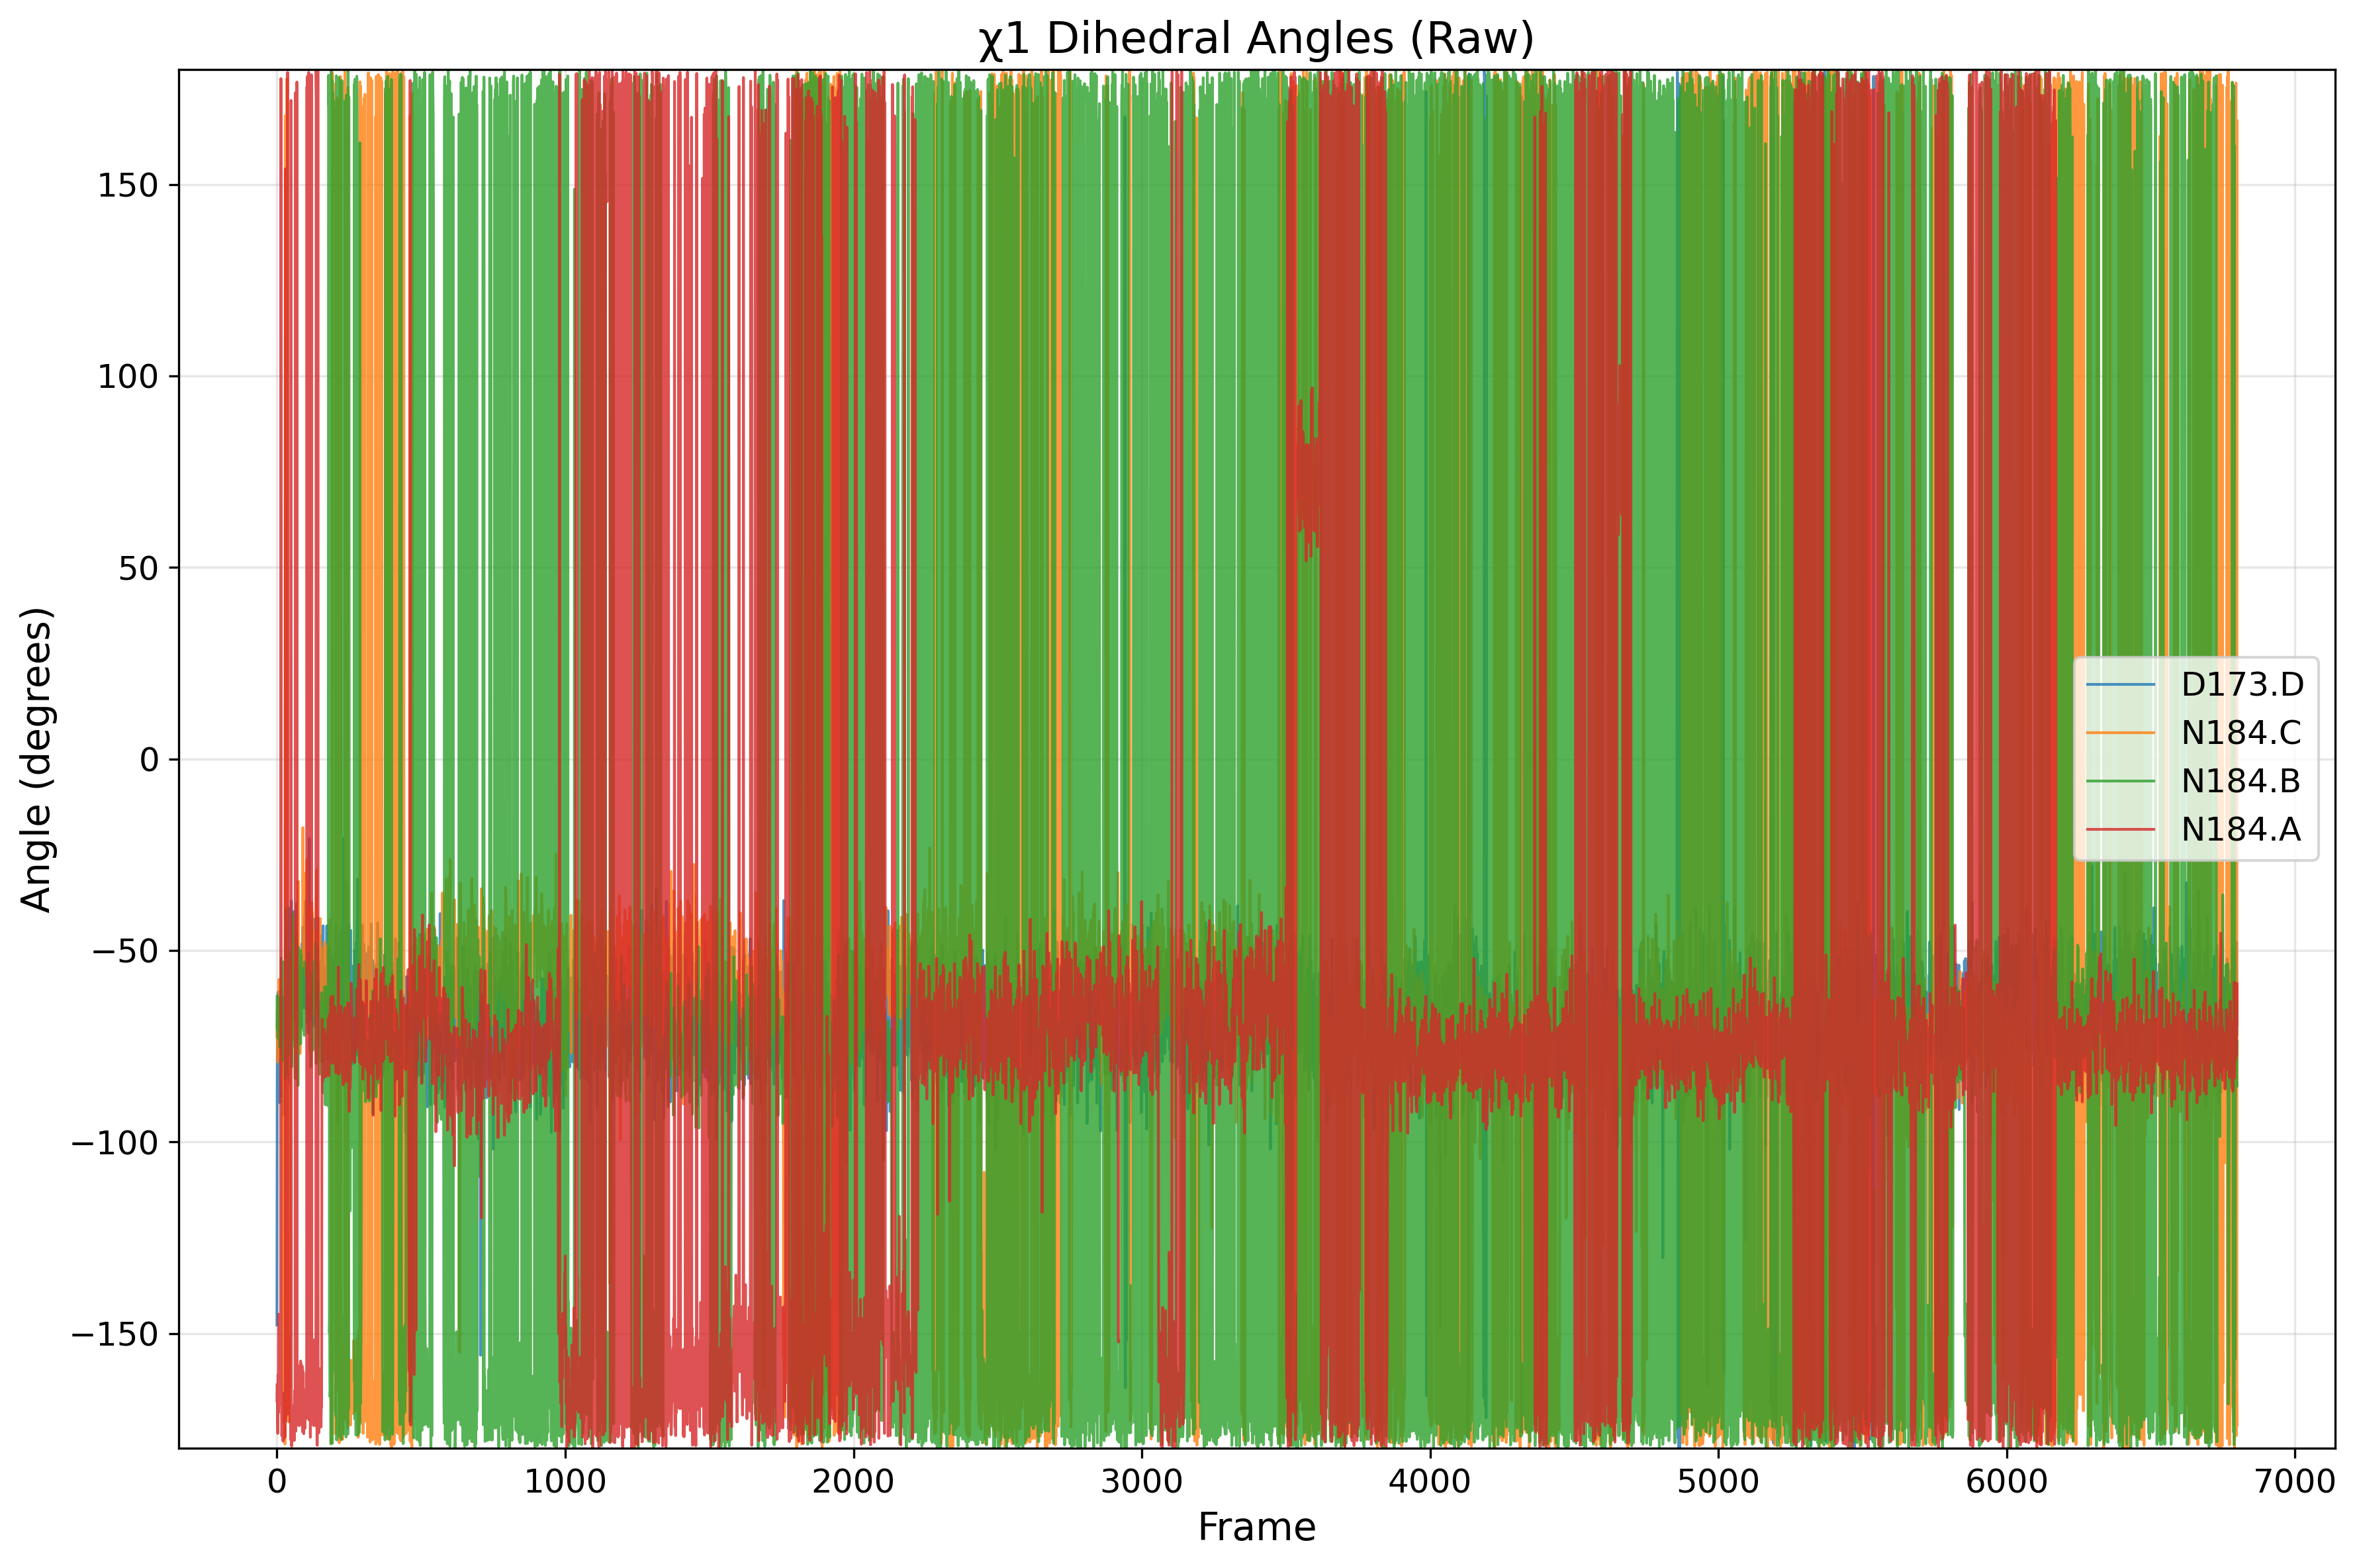 χ1 Dihedral Angles (Raw)
Angle (degrees)
150
100
50
0
−50
−100
−150
D173.D
N184.C
N184.B
N184.A
0 1000 2000 3000 4000 5000 6000 7000
Frame